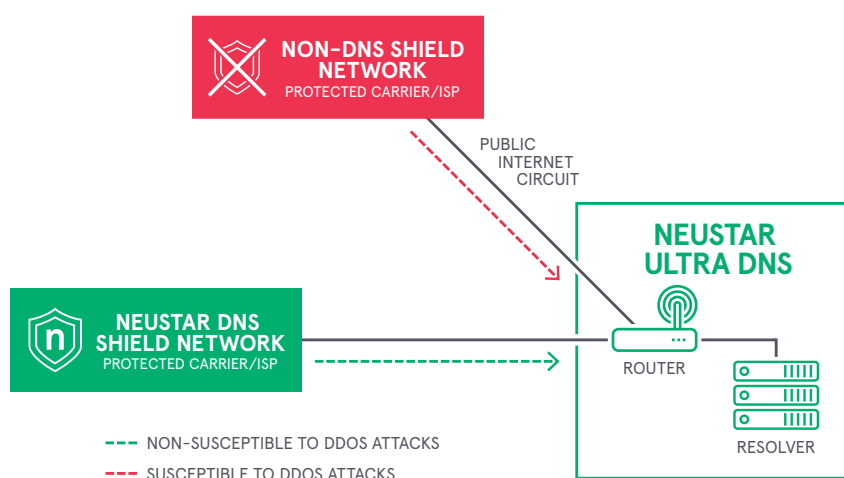 NON-DNS SHIELD
NETWORK
PROTECTED CARRIER/ISP
PUBLIC
INTERNET
CIRCUIT
NEUSTAR
ULTRA DNS
n
NEUSTAR DNS
SHIELD NETWORK
PROTECTED CARRIER/ISP
ROUTER
RESOLVER
NON-SUSCEPTIBLE TO DDOS ATTACKS
SUSCEPTIBLE TO DDOS ATTACKS